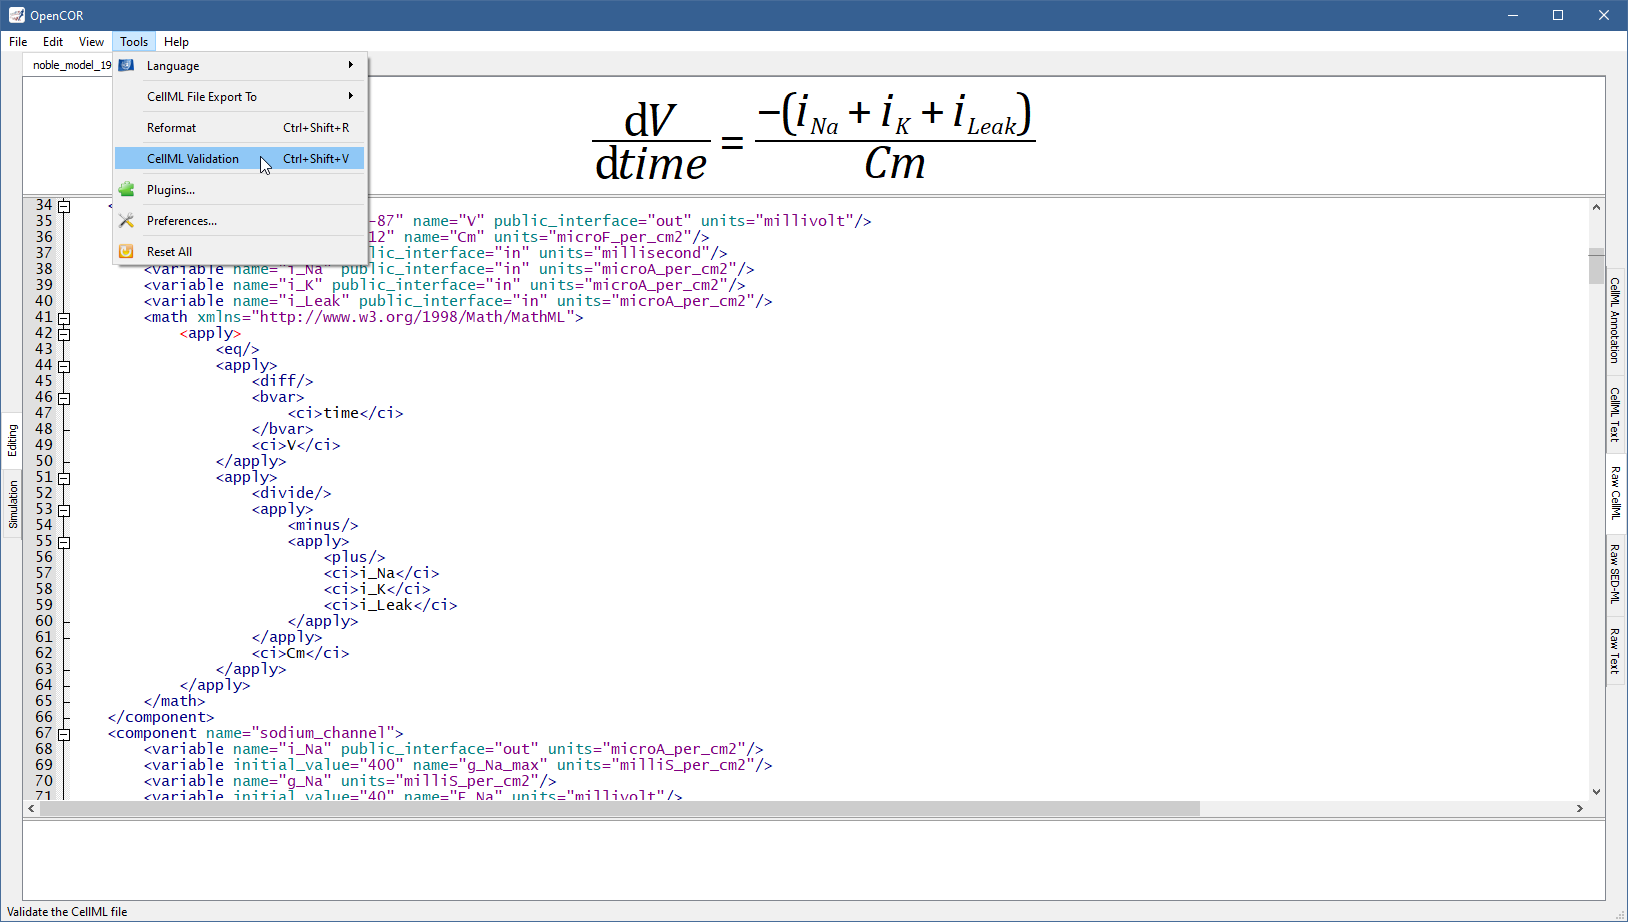 OpenCOR
File Edit View Tools Help
noble_model_19
Language
CellML File Export To
Reformat Ctrl+Shift+R
CellML Validation Ctrl+Shift+V
Plugins...
Preferences...
Reset All
dV/dtime = -(i_Na + i_K + i_Leak)/Cm
34 <
35 -87" name="V" public_interface="out" units="millivolt"/>
36 12" name="Cm" units="microF_per_cm2"/>
37 blic_interface="in" units="millisecond"/>
38 <variable name="i_Na" public_interface="in" units="microA_per_cm2"/>
39 <variable name="i_K" public_interface="in" units="microA_per_cm2"/>
40 <variable name="i_Leak" public_interface="in" units="microA_per_cm2"/>
41 <math xmlns="http://www.w3.org/1998/Math/MathML">
42 <apply>
43 <eq/>
44 <apply>
45 <diff/>
46 <bvar>
47 <ci>time</ci>
48 </bvar>
49 <ci>V</ci>
50 </apply>
51 <apply>
52 <divide/>
53 <apply>
54 <minus/>
55 <apply>
56 <plus/>
57 <ci>i_Na</ci>
58 <ci>i_K</ci>
59 <ci>i_Leak</ci>
60 </apply>
61 </apply>
62 <ci>Cm</ci>
63 </apply>
64 </apply>
65 </math>
66 </component>
67 <component name="sodium_channel">
68 <variable name="i_Na" public_interface="out" units="microA_per_cm2"/>
69 <variable initial_value="400" name="g_Na_max" units="milliS_per_cm2"/>
70 <variable name="g_Na" units="milliS_per_cm2"/>
71 <variable initial_value="40" name="E_Na" units="millivolt"/>
Editing
Simulation
CellML Annotation
CellML Text
Raw CellML
Raw SED-ML
Raw Text
Validate the CellML file